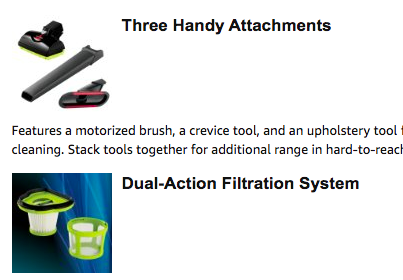 Three Handy Attachments
Features a motorized brush, a crevice tool, and an upholstery tool
cleaning. Stack tools together for additional range in hard-to-reach
Dual-Action Filtration System